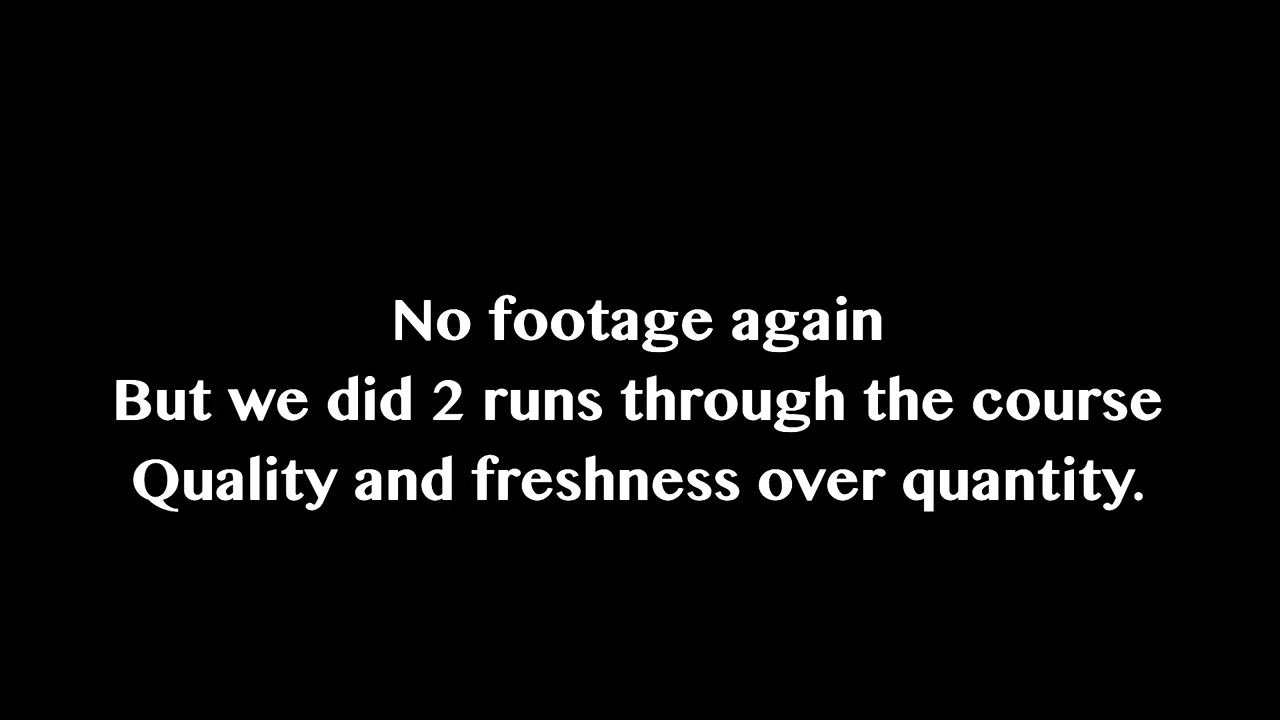 No footage again
But we did 2 runs through the course
Quality and freshness over quantity.